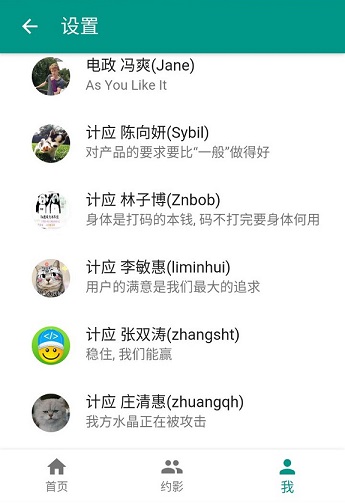 设置
电政 冯爽(Jane)
As You Like It
计应 陈向妍(Sybil)
对产品的要求要比“一般”做得好
计应 林子博(Znbob)
身体是打码的本钱, 码不打完要身体何用
计应 李敏惠(liminhui)
用户的满意是我们最大的追求
计应 张双涛(zhangsht)
稳住, 我们能赢
计应 庄清惠(zhuangqh)
我方水晶正在被攻击
首页
约影
我